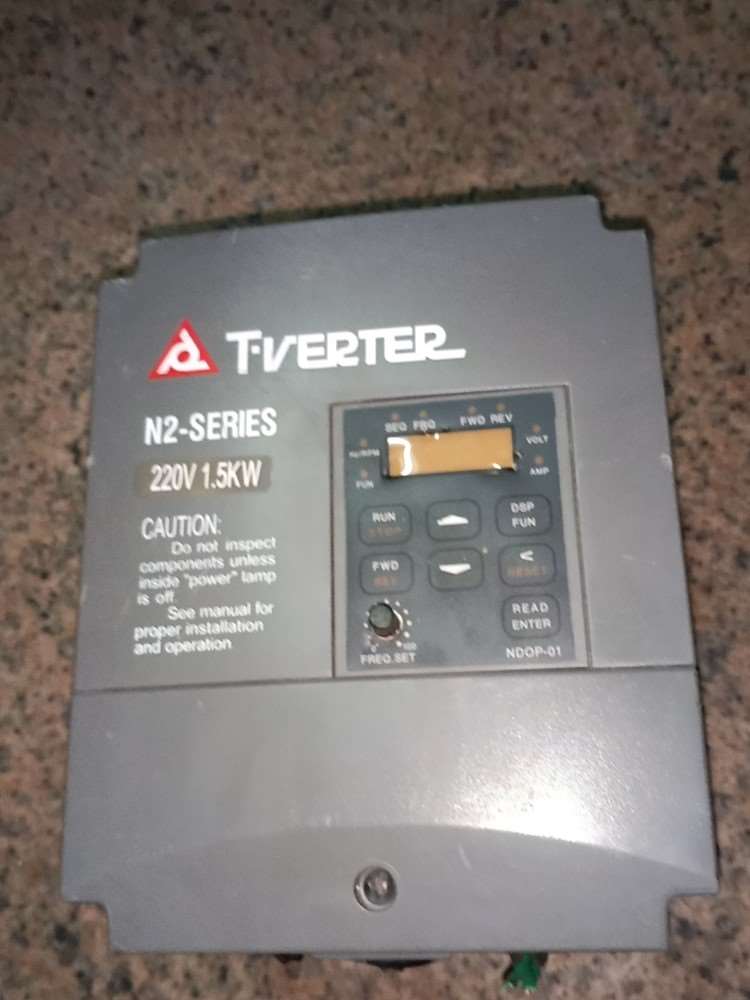 T-VERTER
N2-SERIES
220V 1.5KW
CAUTION:
Do not inspect
components unless
inside "power" lamp
is off.
See manual for
proper installation
and operation
SEQ FRQ FWD REV
Hz/RPM VOLT
FUN AMP
RUN
STOP
DSP
FUN
FWD
REV
<
RESET
READ
ENTER
FREQ.SET
NDOP-01